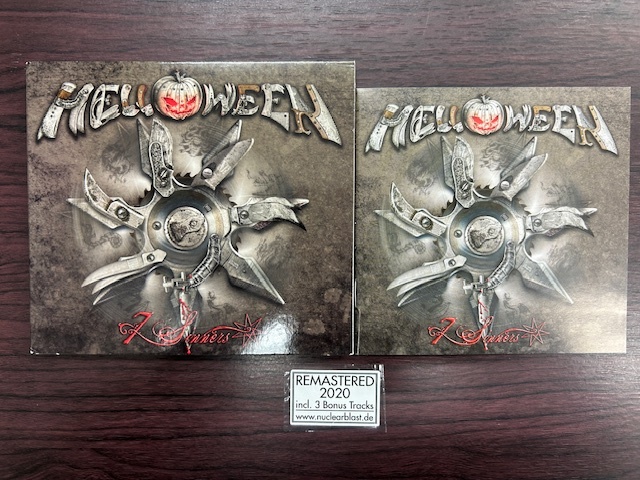 HELLOWEEN
HELLOWEEN
7 Sinners
7 Sinners
REMASTERED
2020
incl. 3 Bonus Tracks
www.nuclearblast.de